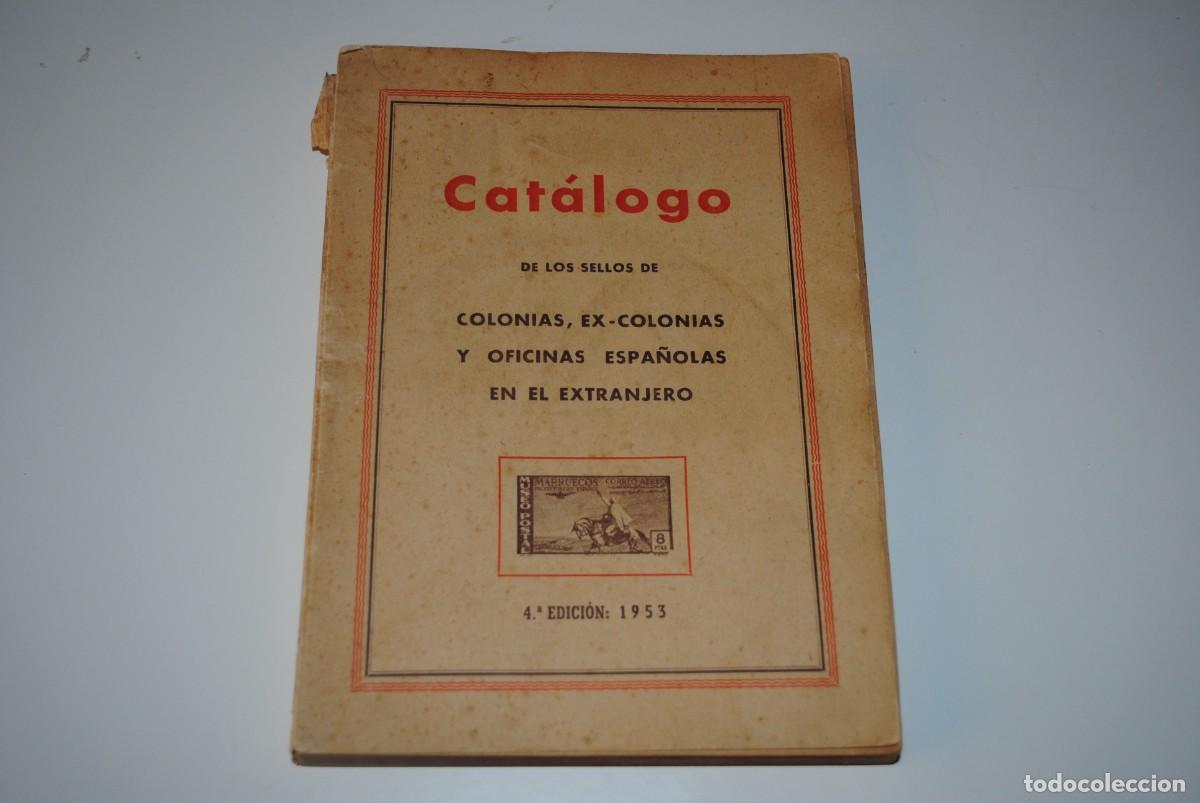 Catálogo
DE LOS SELLOS DE
COLONIAS, EX-COLONIAS
Y OFICINAS ESPAÑOLAS
EN EL EXTRANJERO
MUSEO POSTAL
MARRUECOS CORREO AEREO
8
PTAS
4.ª EDICIÓN: 1953
todocoleccion